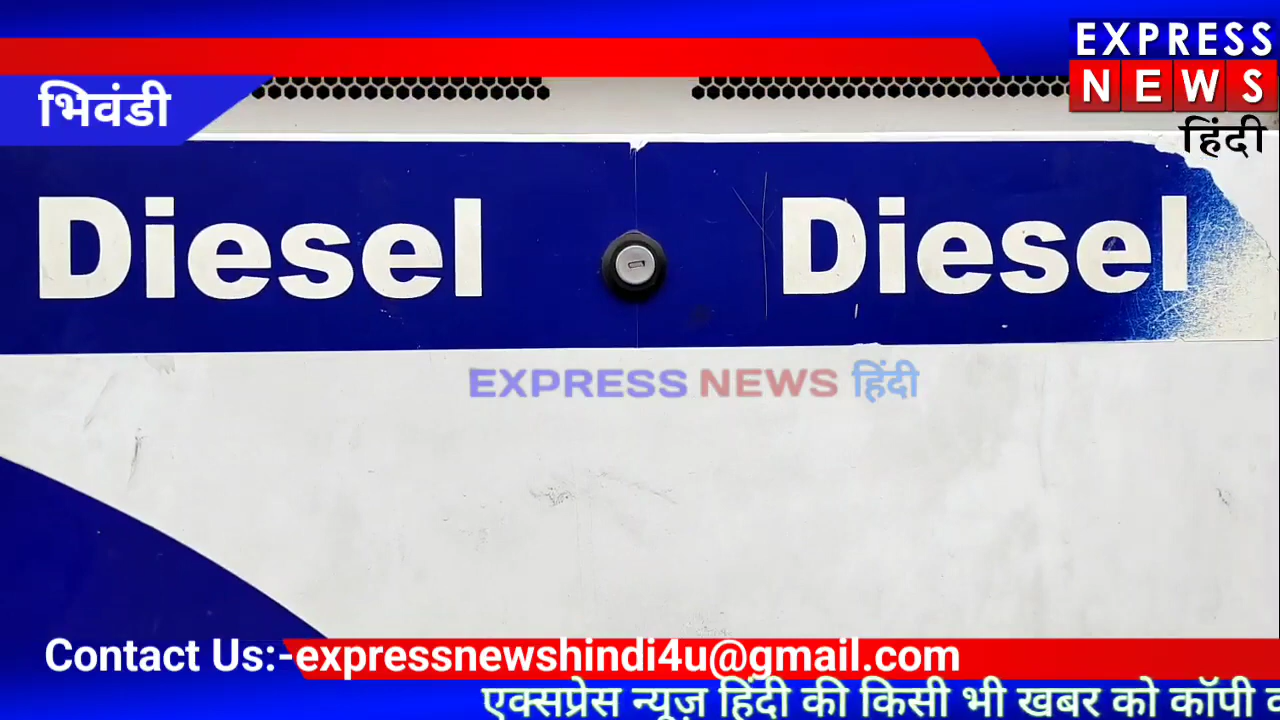 EXPRESS
NEWS
हिंदी
भिवंडी
Diesel Diesel
EXPRESS NEWS हिंदी
Contact Us:-expressnewshindi4u@gmail.com
एक्सप्रेस न्यूज़ हिंदी की किसी भी खबर को कॉपी